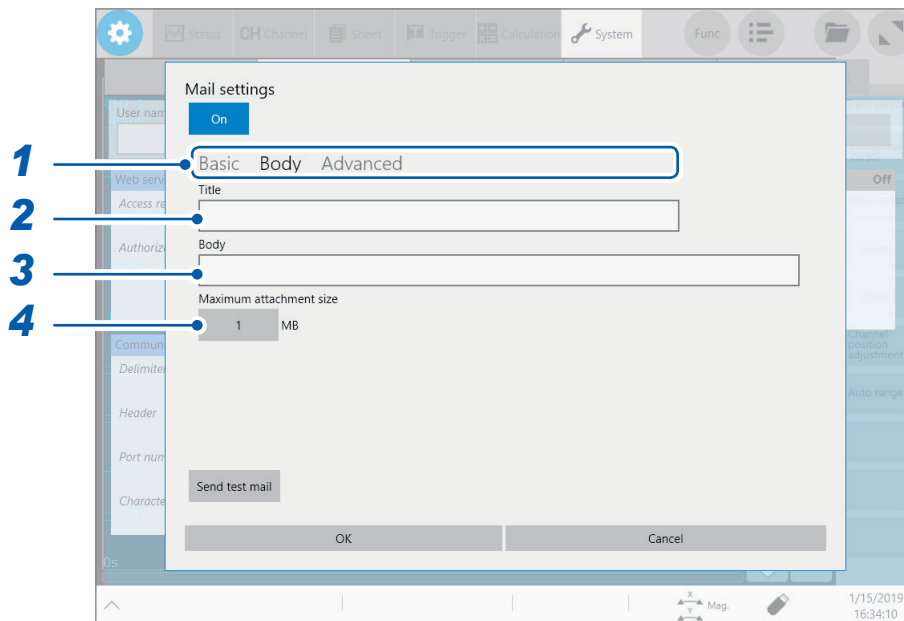 Status CH Channel Sheet Trigger Calculation System Func
Mail settings
User nam
On
1
Basic Body Advanced
Web serv
Off
Title
Access re
2
Authoriz
Body
3
Maximum attachment size
4
1 MB
Commun
Channel
position
adjustment
Delimiter
Auto range
Header
Port num
Send test mail
Characte
OK Cancel
0s
X
Y
Mag.
1/15/2019
16:34:10